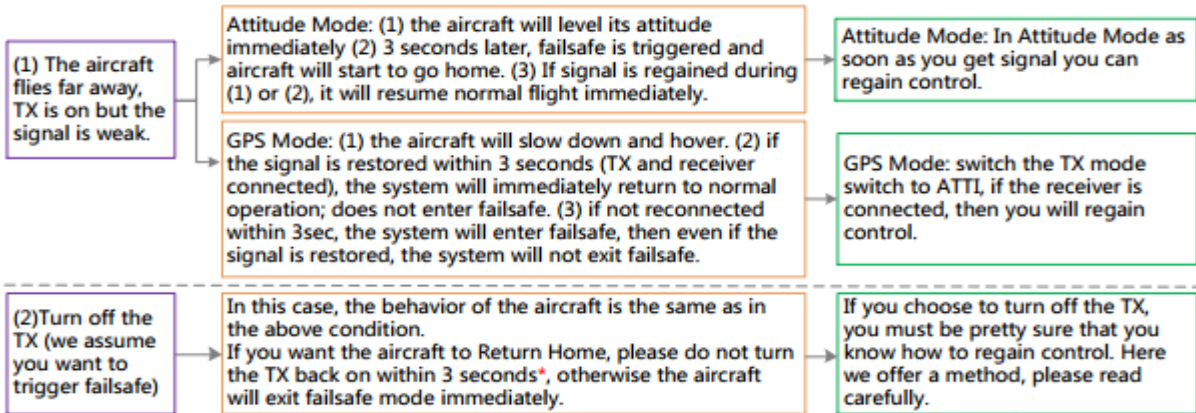 (1) The aircraft
flies far away,
TX is on but the
signal is weak.
Attitude Mode: (1) the aircraft will level its attitude
immediately (2) 3 seconds later, failsafe is triggered and
aircraft will start to go home. (3) If signal is regained during
(1) or (2), it will resume normal flight immediately.
Attitude Mode: In Attitude Mode as
soon as you get signal you can
regain control.
GPS Mode: (1) the aircraft will slow down and hover. (2) if
the signal is restored within 3 seconds (TX and receiver
connected), the system will immediately return to normal
operation; does not enter failsafe. (3) if not reconnected
within 3sec, the system will enter failsafe, then even if the
signal is restored, the system will not exit failsafe.
GPS Mode: switch the TX mode
switch to ATTI, if the receiver is
connected, then you will regain
control.
(2)Turn off the
TX (we assume
you want to
trigger failsafe)
In this case, the behavior of the aircraft is the same as in
the above condition.
If you want the aircraft to Return Home, please do not turn
the TX back on within 3 seconds*, otherwise the aircraft
will exit failsafe mode immediately.
If you choose to turn off the TX,
you must be pretty sure that you
know how to regain control. Here
we offer a method, please read
carefully.